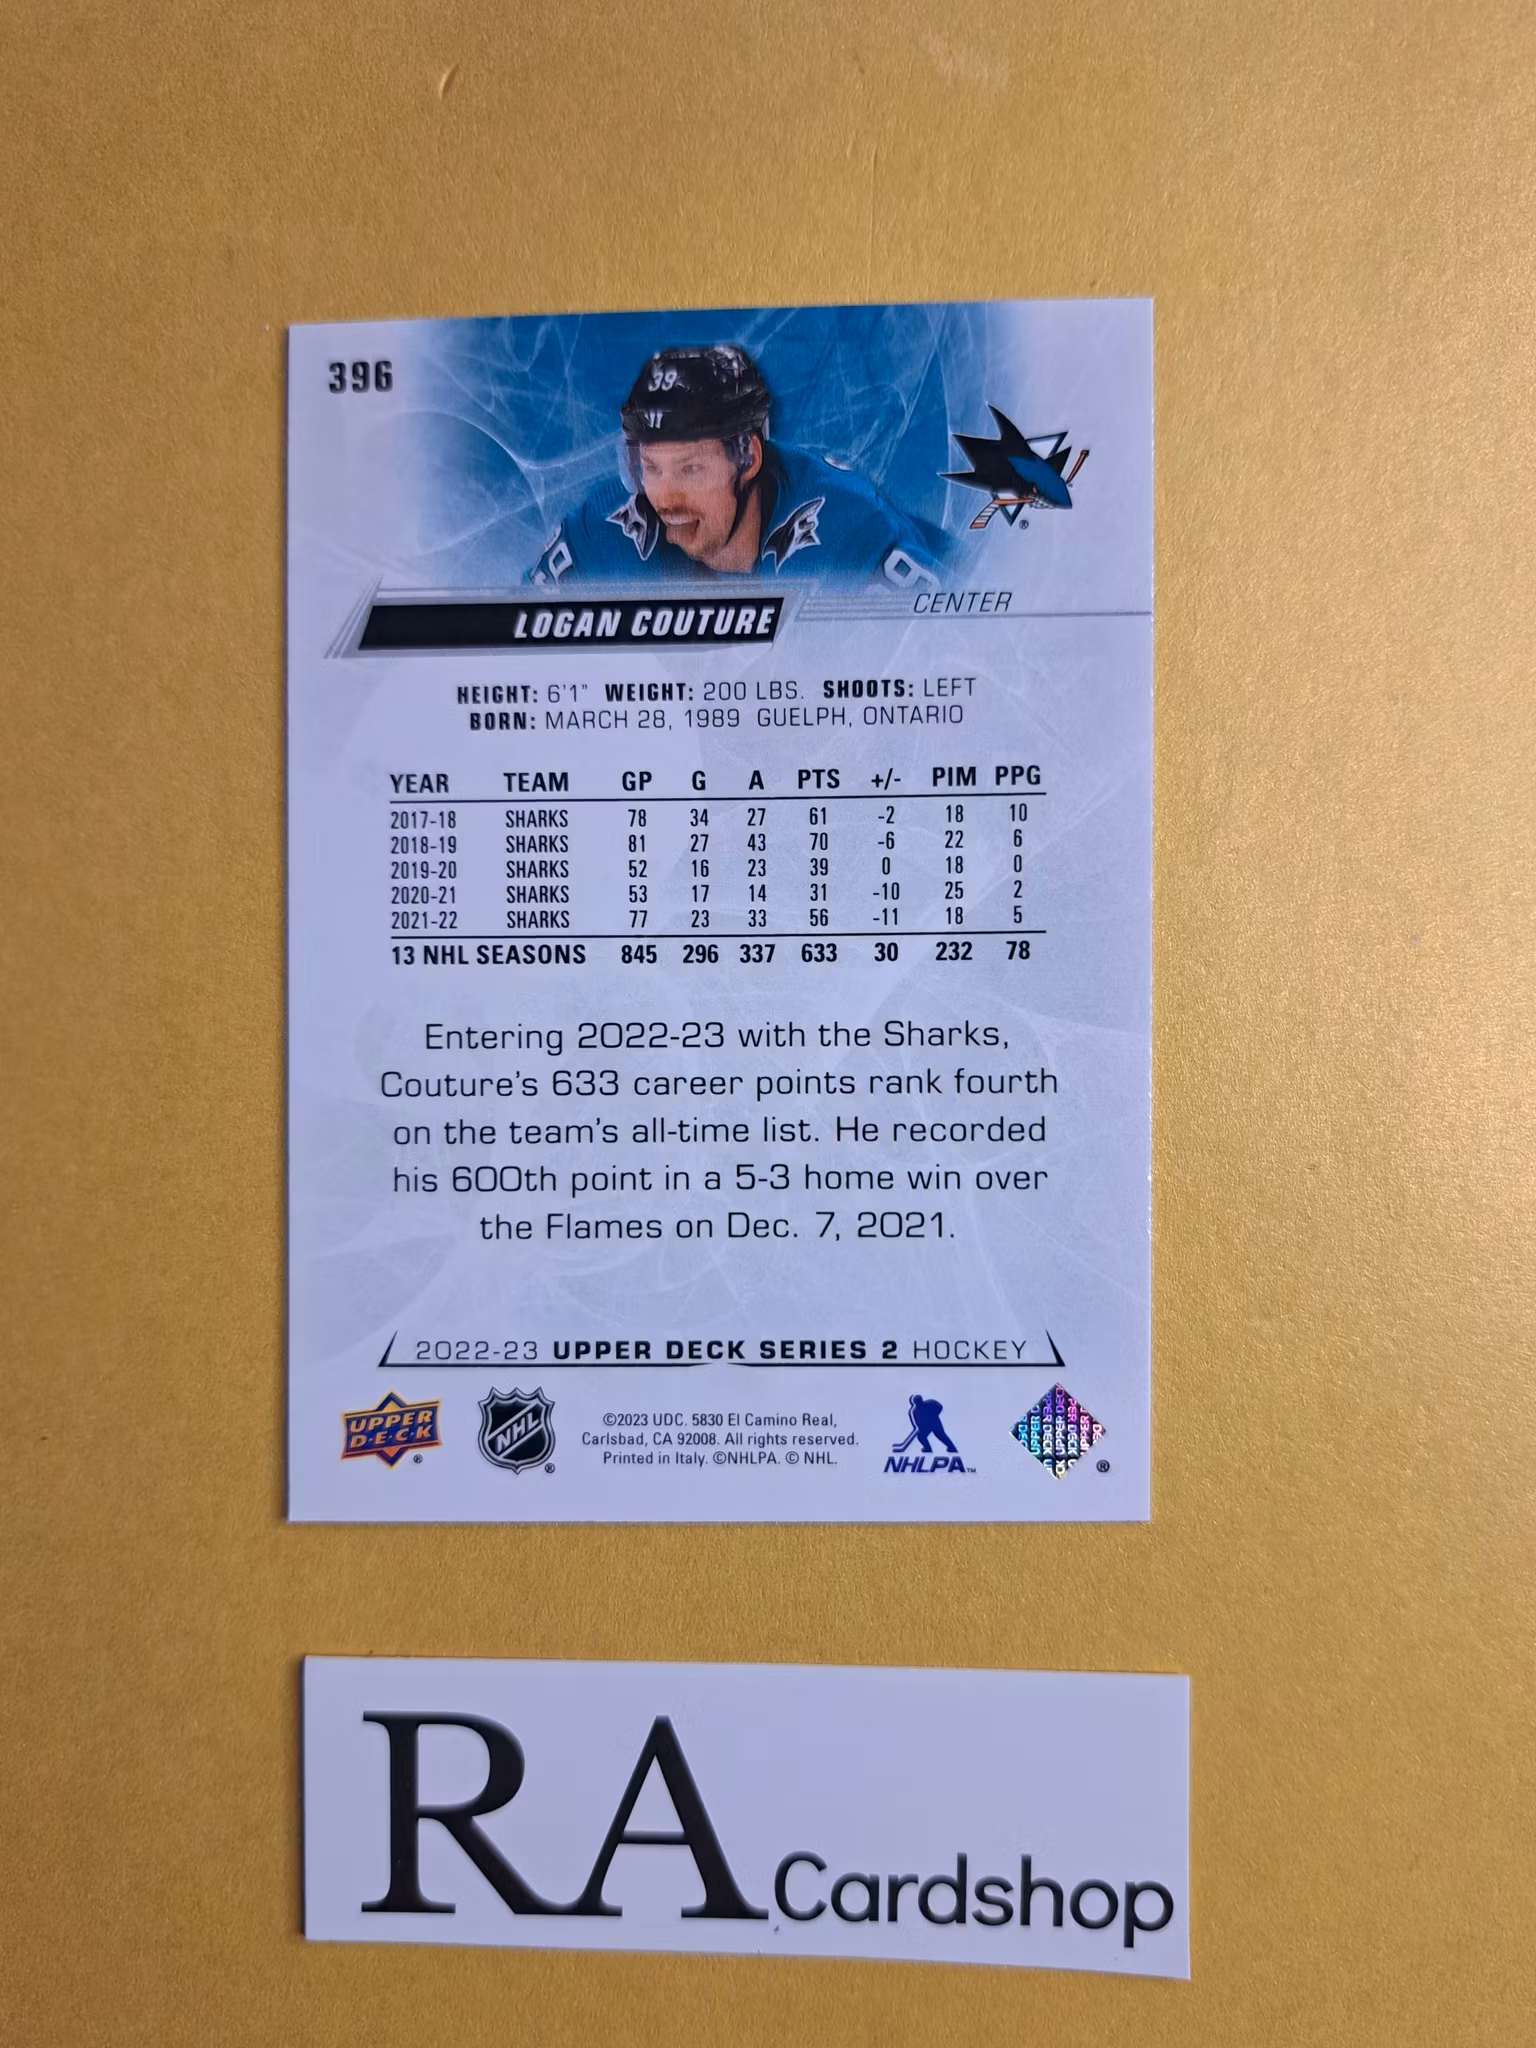 396
39
LOGAN COUTURE
CENTER
HEIGHT: 6'1" WEIGHT: 200 LBS. SHOOTS: LEFT
BORN: MARCH 28, 1989 GUELPH, ONTARIO
YEAR TEAM GP G A PTS +/- PIM PPG
2017-18 SHARKS 78 34 27 61 -2 18 10
2018-19 SHARKS 81 27 43 70 -6 22 6
2019-20 SHARKS 52 16 23 39 0 18 0
2020-21 SHARKS 53 17 14 31 -10 25 2
2021-22 SHARKS 77 23 33 56 -11 18 5
13 NHL SEASONS 845 296 337 633 30 232 78
Entering 2022-23 with the Sharks,
Couture's 633 career points rank fourth
on the team's all-time list. He recorded
his 600th point in a 5-3 home win over
the Flames on Dec. 7, 2021.
2022-23 UPPER DECK SERIES 2 HOCKEY
UPPER
D•E•C•K ®
NHL ®
©2023 UDC. 5830 El Camino Real,
Carlsbad, CA 92008. All rights reserved.
Printed in Italy. ©NHLPA. © NHL.
NHLPA™
®
RA Cardshop